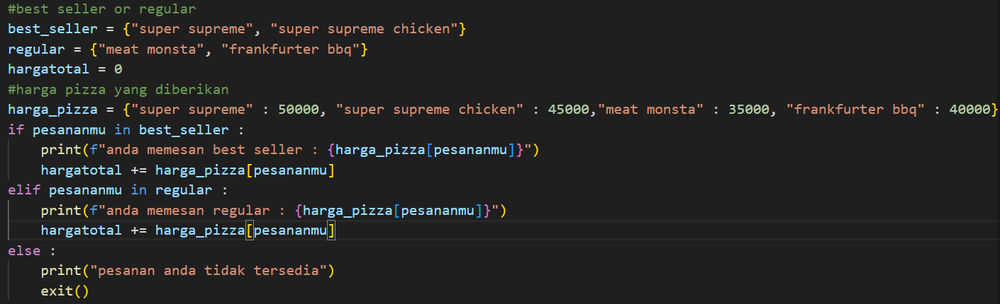 #best seller or regular
best_seller = {"super supreme", "super supreme chicken"}
regular = {"meat monsta", "frankfurter bbq"}
hargatotal = 0
#harga pizza yang diberikan
harga_pizza = {"super supreme" : 50000, "super supreme chicken" : 45000,"meat monsta" : 35000, "frankfurter bbq" : 40000}
if pesananmu in best_seller :
    print(f"anda memesan best seller : {harga_pizza[pesananmu]}")
    hargatotal += harga_pizza[pesananmu]
elif pesananmu in regular :
    print(f"anda memesan regular : {harga_pizza[pesananmu]}")
    hargatotal += harga_pizza[pesananmu]
else :
    print("pesanan anda tidak tersedia")
    exit()